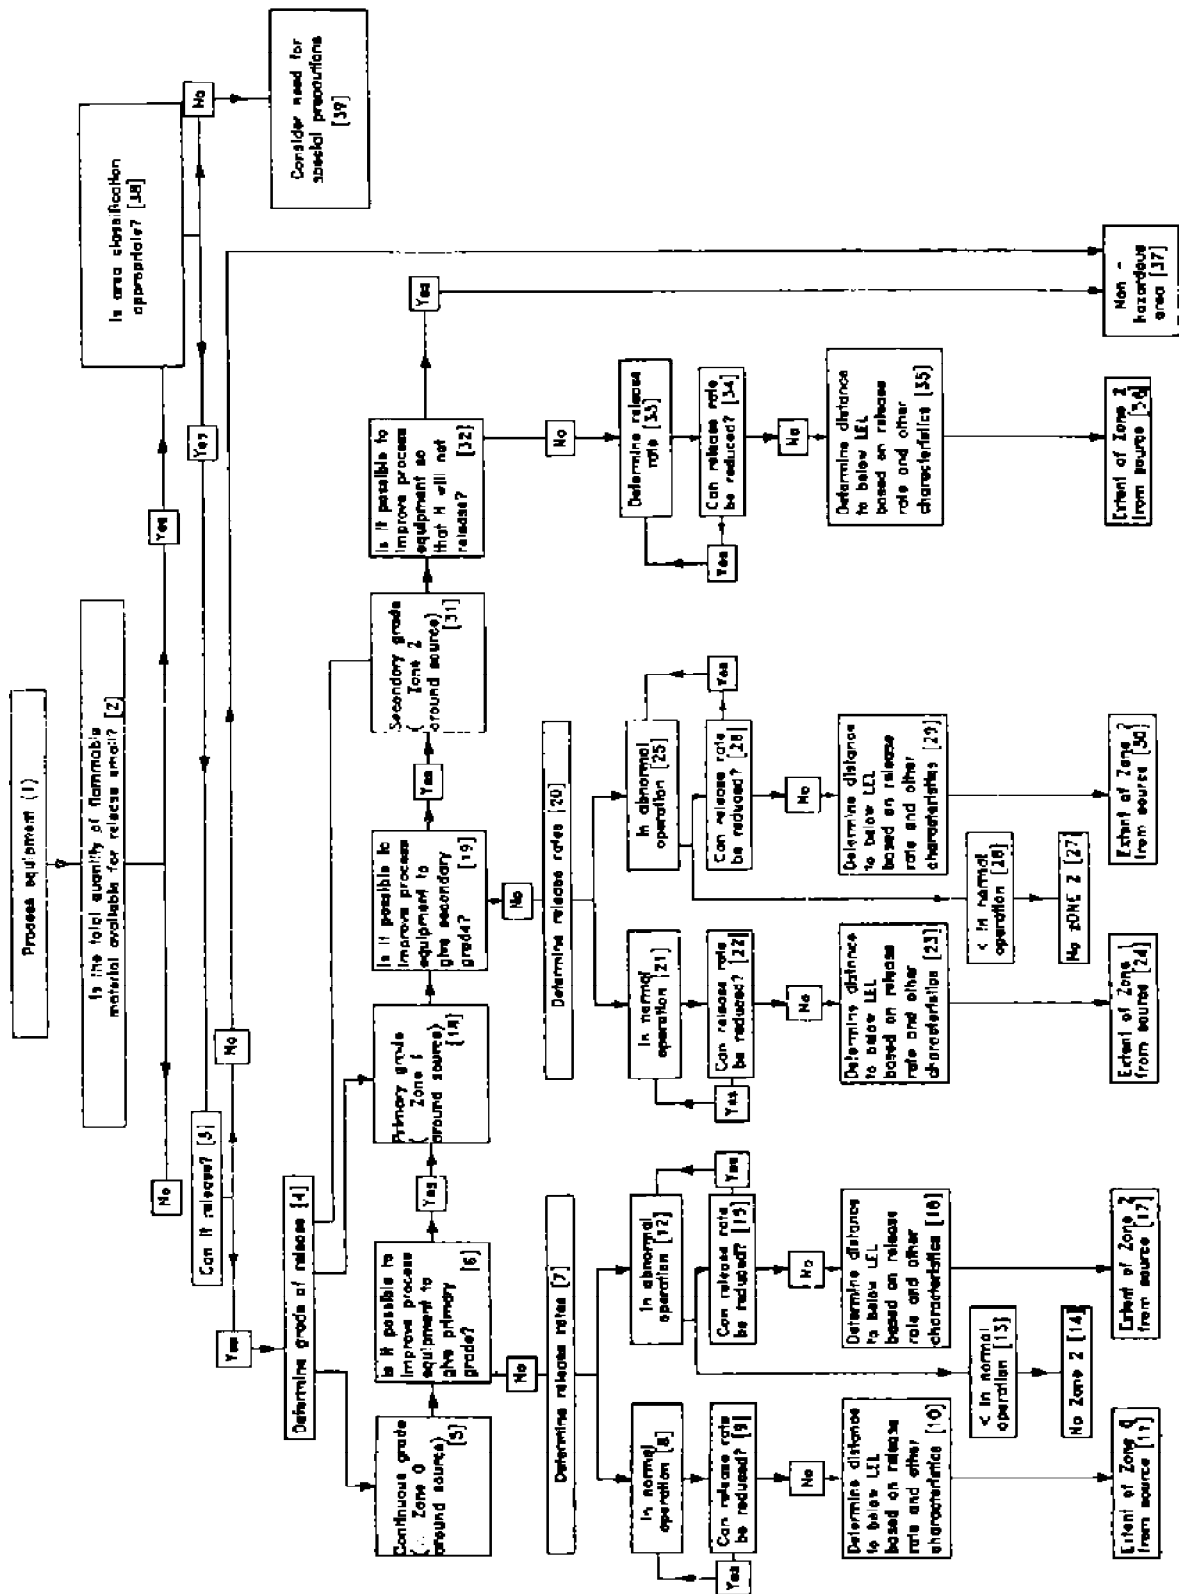 Process equipment (1)
Is the total quantity of flammable
material available for release small? [2]
No
Yes
Is area classification
appropriate? [38]
Yes
No
Consider need for
special precautions
[39]
Can it release? [3]
Yes
No
Determine grade of release [4]
Continuous grade
( Zone 0
around source)
[5]
Is it possible to
improve process
equipment to
give primary
grade? [6]
Yes
Primary grade
( Zone 1
around source)
[18]
Is it possible to
improve process
equipment to
give secondary
grade? [19]
Yes
Secondary grade
( Zone 2
around source)
[31]
Is it possible to
improve process
equipment so
that it will not
release? [32]
Yes
No
No
No
Determine release rates [7]
Determine release rates [20]
Determine release
rate [33]
In normal
operation [8]
In abnormal
operation [12]
In normal
operation [21]
In abnormal
operation [25]
Yes
Can release rate
be reduced? [9]
Can release rate
be reduced? [15]
Yes
Yes
Can release rate
be reduced? [22]
Can release rate
be reduced? [28]
Yes
Yes
Can release rate
be reduced? [34]
No
No
No
No
No
Determine distance
to below LEL
based on release
rate and other
characteristics [10]
Determine distance
to below LEL
based on release
rate and other
characteristics [16]
Determine distance
to below LEL
based on release
rate and other
characteristics [23]
Determine distance
to below LEL
based on release
rate and other
characteristics [29]
Determine distance
to below LEL
based on release
rate and other
characteristics [35]
< In normal
operation [13]
No Zone 2 [14]
< In normal
operation [26]
No ZONE 2 [27]
Extent of Zone 0
from source [11]
Extent of Zone 2
from source [17]
Extent of Zone 1
from source [24]
Extent of Zone 2
from source [30]
Extent of Zone 2
from source [36]
Non -
hazardous
area [37]